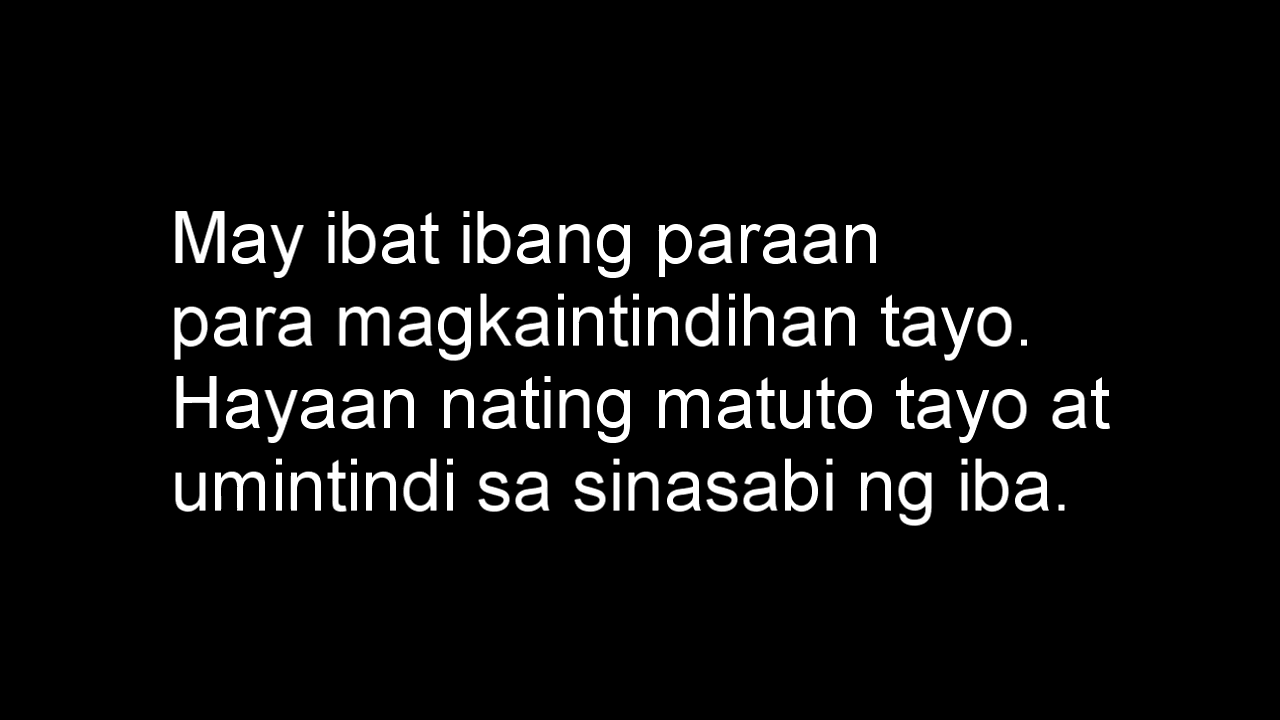 May ibat ibang paraan
para magkaintindihan tayo.
Hayaan nating matuto tayo at
umintindi sa sinasabi ng iba.